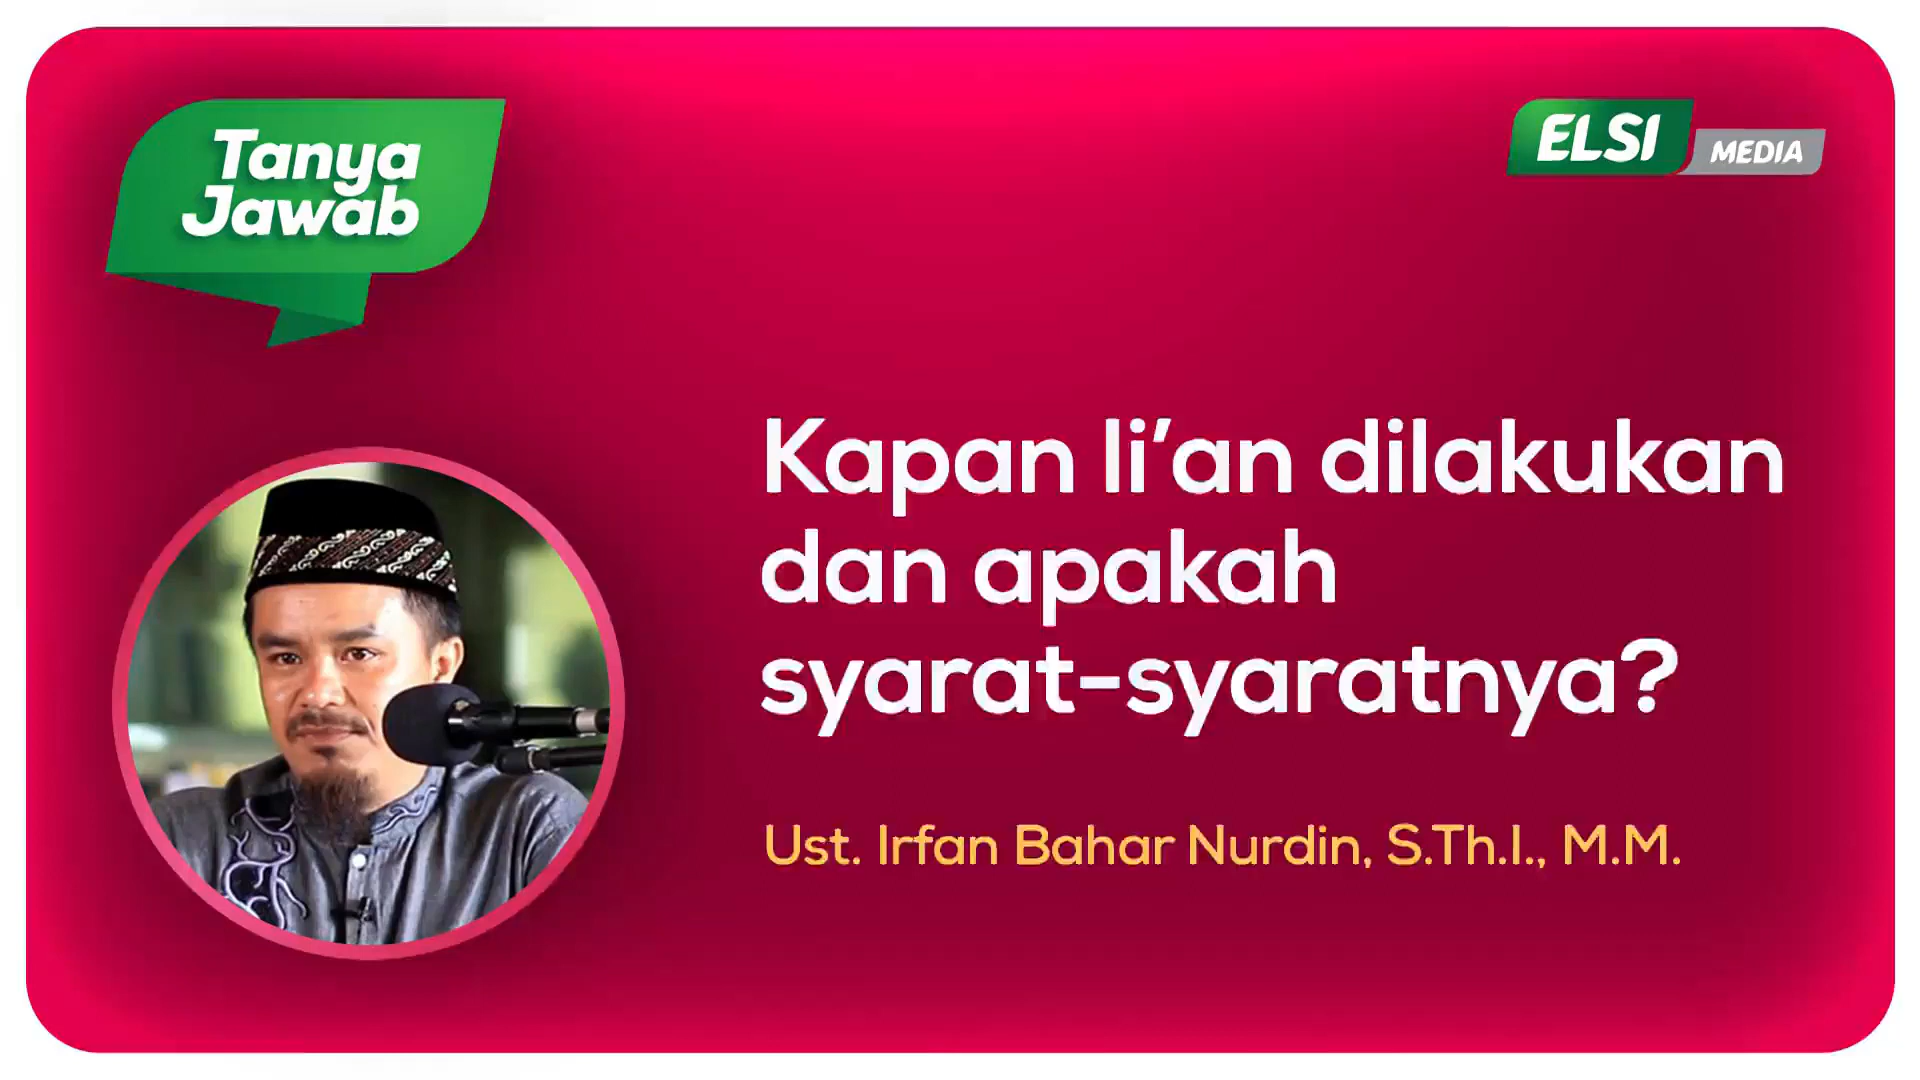 Tanya
Jawab
ELSI
MEDIA
Kapan li’an dilakukan
dan apakah
syarat-syaratnya?
Ust. Irfan Bahar Nurdin, S.Th.I., M.M.